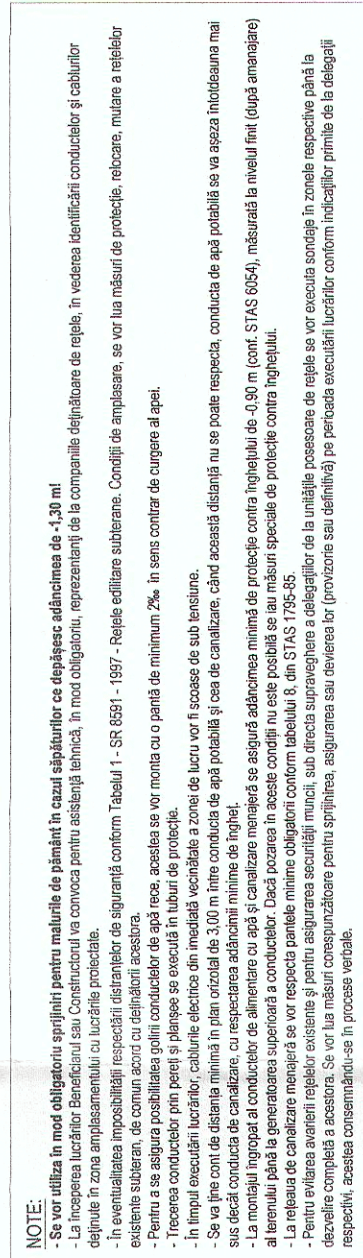 NOTE:
- Se vor utiliza în mod obligatoriu sprijiniri pentru malurile de pământ în cazul săpăturilor ce depășesc adâncimea de -1,30 m!
- La începerea lucrărilor Beneficiarul sau Constructorul va convoca pentru asistență tehnică, în mod obligatoriu, reprezentanți de la companiile deținătoare de rețele, în vederea identificării conductelor și cablurilor
deținute în zona amplasamentului cu lucrările proiectate.
- În eventualitatea imposibilității respectării distanțelor de siguranță conform Tabelul 1 - SR 8591 - 1997 - Rețele edilitare subterane. Condiții de amplasare, se vor lua măsuri de protecție, relocare, mutare a rețelelor
existente subteran, de comun acord cu deținătorii acestora.
- Pentru a se asigura posibilitatea golirii conductelor de apă rece, acestea se vor monta cu o pantă de minimum 2‰ în sens contrar de curgere al apei.
- Trecerea conductelor prin pereți și planșee se execută în tuburi de protecție.
- În timpul executării lucrărilor, cablurile electrice din imediată vecinătate a zonei de lucru vor fi scoase de sub tensiune.
- Se va ține cont de distanța minimă în plan orizotal de 3,00 m între conducta de apă potabilă și cea de canalizare, când această distanță nu se poate respecta, conducta de apă potabilă se va așeza întotdeauna mai
sus decât conducta de canalizare, cu respectarea adâncimii minime de îngheț.
- La montajul îngropat al conductelor de alimentare cu apă și canalizare menajeră se asigură adâncimea minimă de protecție contra înghețului de -0,90 m (conf. STAS 6054), măsurată la nivelul finit (după amanajare)
al terenului până la generatoarea superioară a conductelor. Dacă pozarea în aceste condiții nu este posibilă se iau măsuri speciale de protecție contra înghețului.
- La rețeaua de canalizare menajeră se vor respecta pantele minime obligatorii conform tabelului 8, din STAS 1795-85.
- Pentru evitarea avarierii rețelelor existente și pentru asigurarea securității muncii, sub directa supraveghere a delegaților de la unitățile posesoare de rețele se vor executa sondaje în zonele respective până la
dezvelire completă a acestora. Se vor lua măsuri corespunzătoare pentru sprijinirea, asigurarea sau devierea lor (provizorie sau definitivă) pe perioada executării lucrărilor conform indicațiilor primite de la delegații
respectivi, acestea consemnându-se în procese verbale.